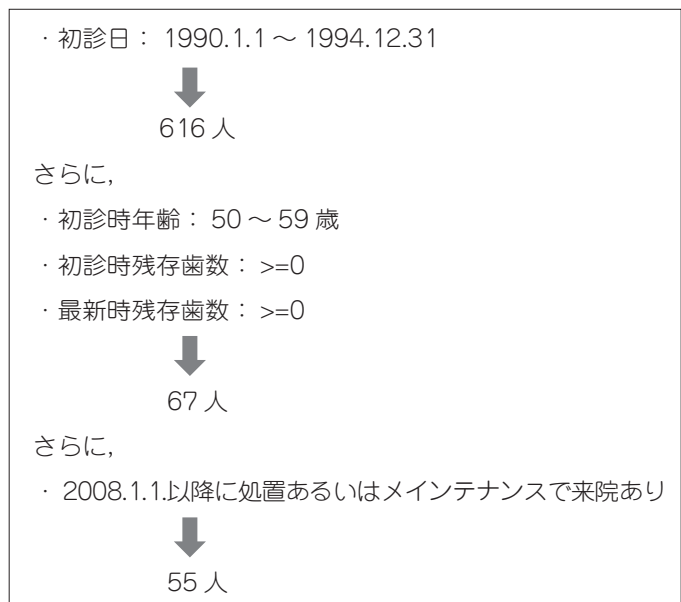 ・初診日： 1990.1.1 ～ 1994.12.31
616 人
さらに，
・初診時年齢： 50 ～ 59 歳
・初診時残存歯数： >=0
・最新時残存歯数： >=0
67 人
さらに，
・ 2008.1.1.以降に処置あるいはメインテナンスで来院あり
55 人